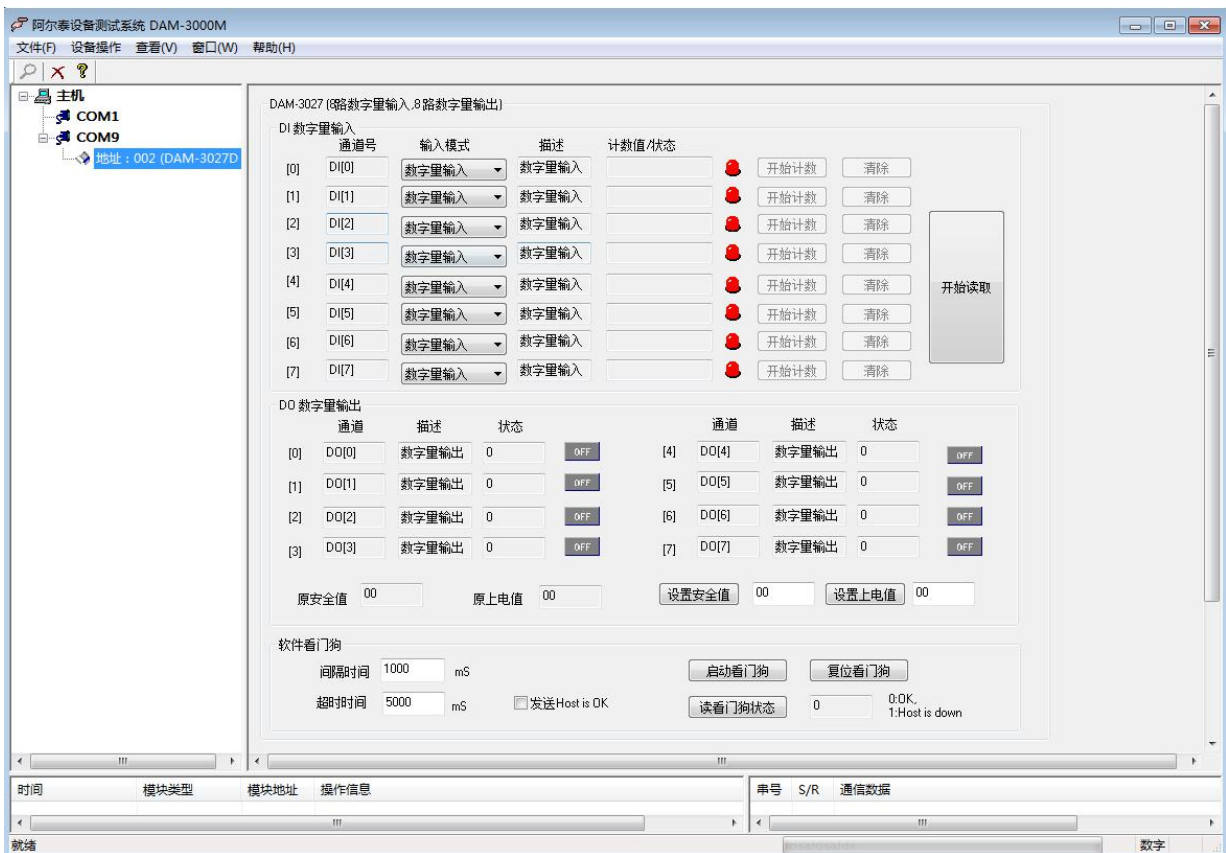 阿尔泰设备测试系统 DAM-3000M
文件(F) 设备操作 查看(V) 窗口(W) 帮助(H)
主机
COM1
COM9
地址：002 (DAM-3027D
DAM-3027 (8路数字量输入,8路数字量输出)
DI 数字量输入
通道号 输入模式 描述 计数值/状态
[0] DI[0] 数字量输入 数字量输入 开始计数 清除
[1] DI[1] 数字量输入 数字量输入 开始计数 清除
[2] DI[2] 数字量输入 数字量输入 开始计数 清除
[3] DI[3] 数字量输入 数字量输入 开始计数 清除
[4] DI[4] 数字量输入 数字量输入 开始计数 清除
开始读取
[5] DI[5] 数字量输入 数字量输入 开始计数 清除
[6] DI[6] 数字量输入 数字量输入 开始计数 清除
[7] DI[7] 数字量输入 数字量输入 开始计数 清除
DO 数字量输出
通道 描述 状态 通道 描述 状态
[0] DO[0] 数字量输出 0 OFF [4] DO[4] 数字量输出 0 OFF
[1] DO[1] 数字量输出 0 OFF [5] DO[5] 数字量输出 0 OFF
[2] DO[2] 数字量输出 0 OFF [6] DO[6] 数字量输出 0 OFF
[3] DO[3] 数字量输出 0 OFF [7] DO[7] 数字量输出 0 OFF
原安全值 00 原上电值 00 设置安全值 00 设置上电值 00
软件看门狗
间隔时间 1000 mS 启动看门狗 复位看门狗
超时时间 5000 mS 发送Host is OK 读看门狗状态 0 0:OK,
1:Host is down
时间 模块类型 模块地址 操作信息 串号 S/R 通信数据
就绪 数字